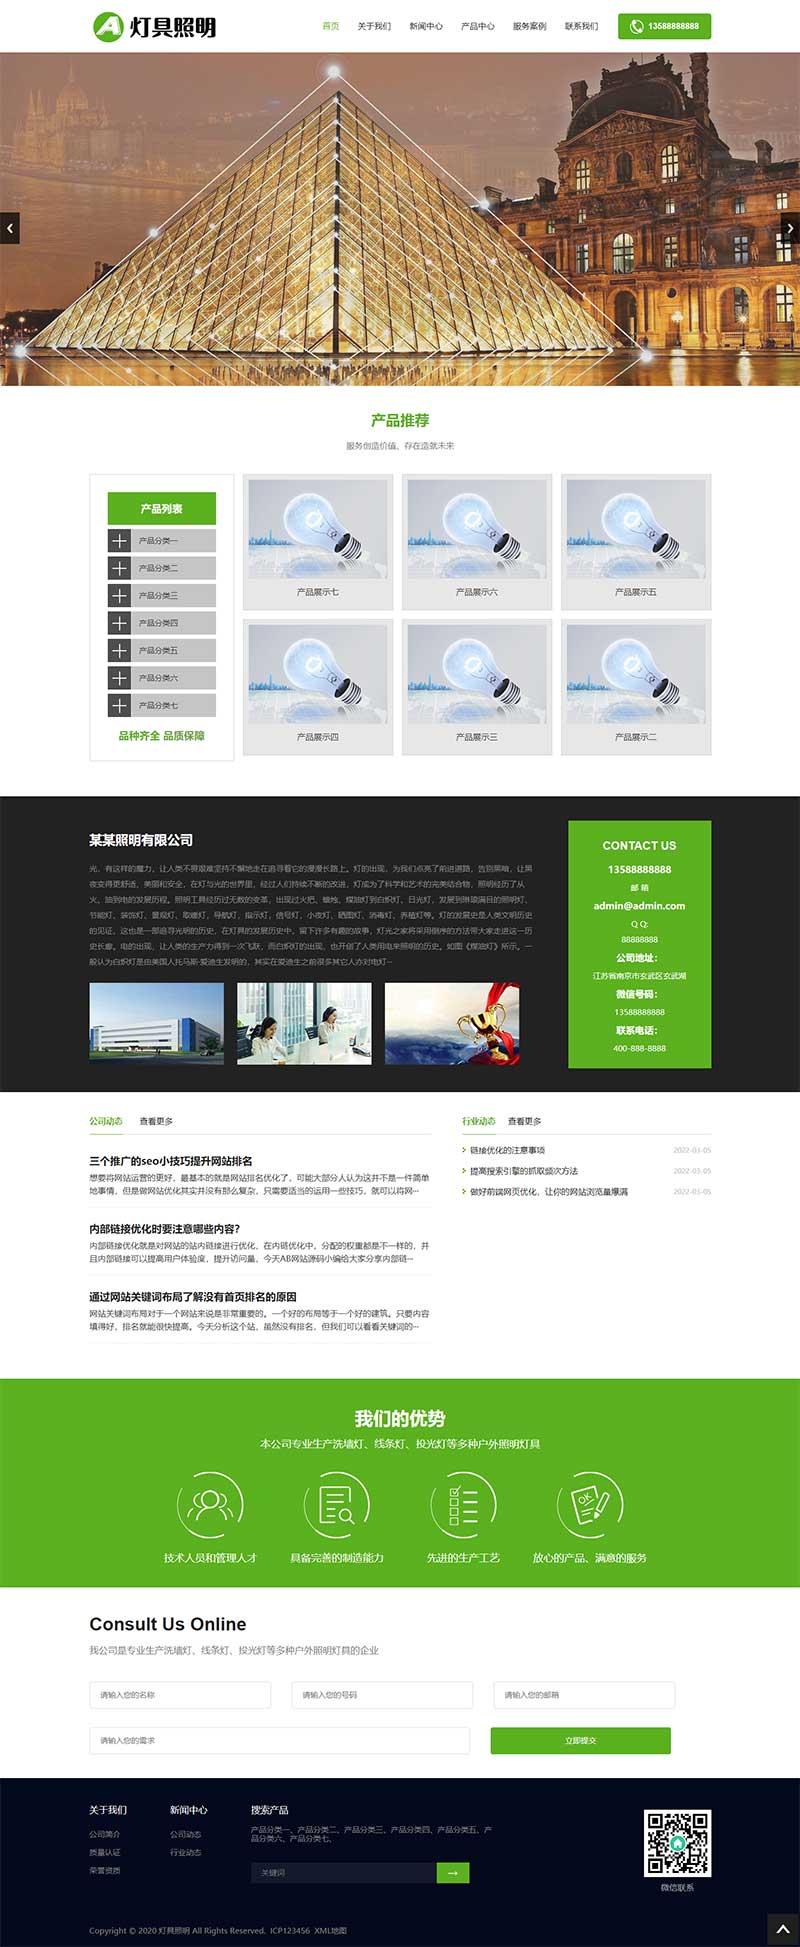 灯具照明
首页 关于我们 新闻中心 产品中心 服务案例 联系我们 13588888888
产品推荐
服务创造价值、存在造就未来
产品列表
产品分类一
产品分类二
产品分类三
产品分类四
产品分类五
产品分类六
产品分类七
品种齐全 品质保障
产品展示七 产品展示六 产品展示五
产品展示四 产品展示三 产品展示二
某某照明有限公司
光，有这样的魔力，让人类不畏艰难坚持不懈地走在追寻着它的漫漫长路上。灯的出现，为我们点亮了前进道路，告别黑暗，让黑
夜变得更舒适，美丽和安全，在灯与光的世界里，经过人们持续不断的改进，灯成为了科学和艺术的完美结合物，照明经历了从
火、油到电的发展历程。照明工具经历过无数的变革，出现过火把、蜡烛、煤油灯到白炽灯、日光灯，发展到琳琅满目的照明灯、
节能灯、装饰灯、景观灯、取暖灯，导航灯，指示灯，信号灯，小夜灯，晒图灯，消毒灯、养殖灯等。灯的发展史是人类文明历史
的见证，这也是一部追寻光明的历史，在灯具的发展历史中，留下许多有趣的故事，灯光之家将采用倒序的方法带大家走进这一历
史长廊。电的出现，让人类的生产力得到一次飞跃，而白炽灯的出现，也开创了人类用电来照明的历史。如图《煤油灯》所示。一
般认为白炽灯是由美国人托马斯·爱迪生发明的，其实在爱迪生之前很多其它人亦对电灯···
CONTACT US
13588888888
邮 箱
admin@admin.com
Q Q:
88888888
公司地址：
江苏省南京市玄武区玄武湖
微信号码：
13588888888
联系电话：
400-888-8888
公司动态 查看更多
三个推广的seo小技巧提升网站排名
想要将网站运营的更好，最基本的就是网站排名优化了，可能大部分人认为这并不是一件简单
地事情，但是做网站优化其实并没有那么复杂，只需要适当的运用一些技巧，就可以将网···
内部链接优化时要注意哪些内容?
内部链接优化就是对网站的站内链接进行优化，在内链优化中，分配的权重都是不一样的，并
且内部链接可以提高用户体验度，提升访问量，今天AB网站源码小编给大家分享内部链···
通过网站关键词布局了解没有首页排名的原因
网站关键词布局对于一个网站来说是非常重要的。一个好的布局等于一个好的建筑。只要内容
填得好，排名就能很快提高。今天分析这个站，虽然没有排名，但我们可以看看关键词的···
行业动态 查看更多
链接优化的注意事项 2022-03-05
提高搜索引擎的抓取频次方法 2022-03-05
做好前端网页优化，让你的网站浏览量爆满 2022-03-05
我们的优势
本公司专业生产洗墙灯、线条灯、投光灯等多种户外照明灯具
OK
技术人员和管理人才 具备完善的制造能力 先进的生产工艺 放心的产品、满意的服务
Consult Us Online
我公司是专业生产洗墙灯、线条灯、投光灯等多种户外照明灯具的企业
请输入您的名称 请输入您的号码 请输入您的邮箱
请输入您的需求 立即提交
关于我们
公司简介
质量认证
荣誉资质
新闻中心
公司动态
行业动态
搜索产品
产品分类一、产品分类二、产品分类三、产品分类四、产品分类五、产
品分类六、产品分类七、
关键词
微信联系
Copyright © 2020 灯具照明 All Rights Reserved. ICP123456 XML地图